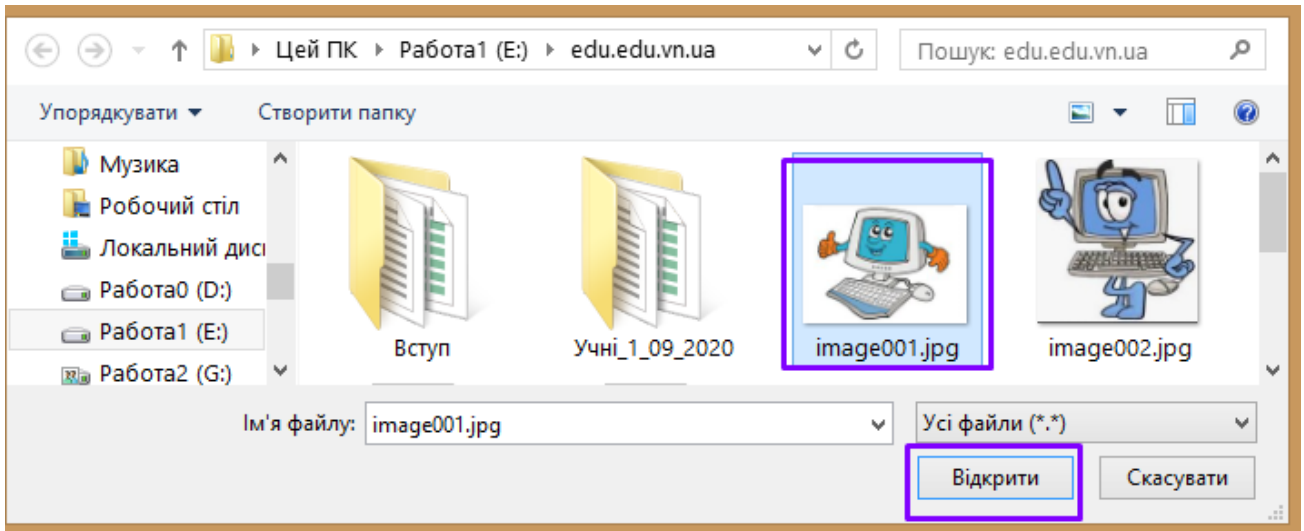 Цей ПК Работа1 (E:) edu.edu.vn.ua Пошук: edu.edu.vn.ua
Упорядкувати Створити папку
Музика
Робочий стіл
Локальний диск
Работа0 (D:)
Работа1 (E:)
Работа2 (G:)
Вступ
Учні_1_09_2020
image001.jpg
image002.jpg
Ім'я файлу: image001.jpg Усі файли (*.*)
Відкрити Скасувати